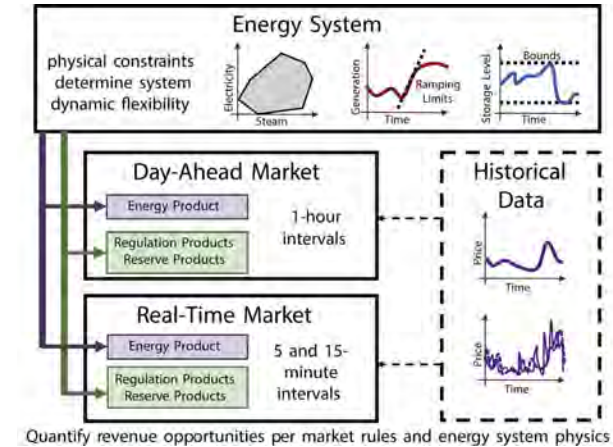 Energy System
physical constraints
determine system
dynamic flexibility
Electricity
Steam
Generation
Ramping
Limits
Time
Storage Level
Bounds
Time
Day-Ahead Market
Energy Product
Regulation Products
Reserve Products
1-hour
intervals
Real-Time Market
Energy Product
Regulation Products
Reserve Products
5 and 15-
minute
intervals
Historical
Data
Price
Time
Price
Time
Quantify revenue opportunities per market rules and energy system physics